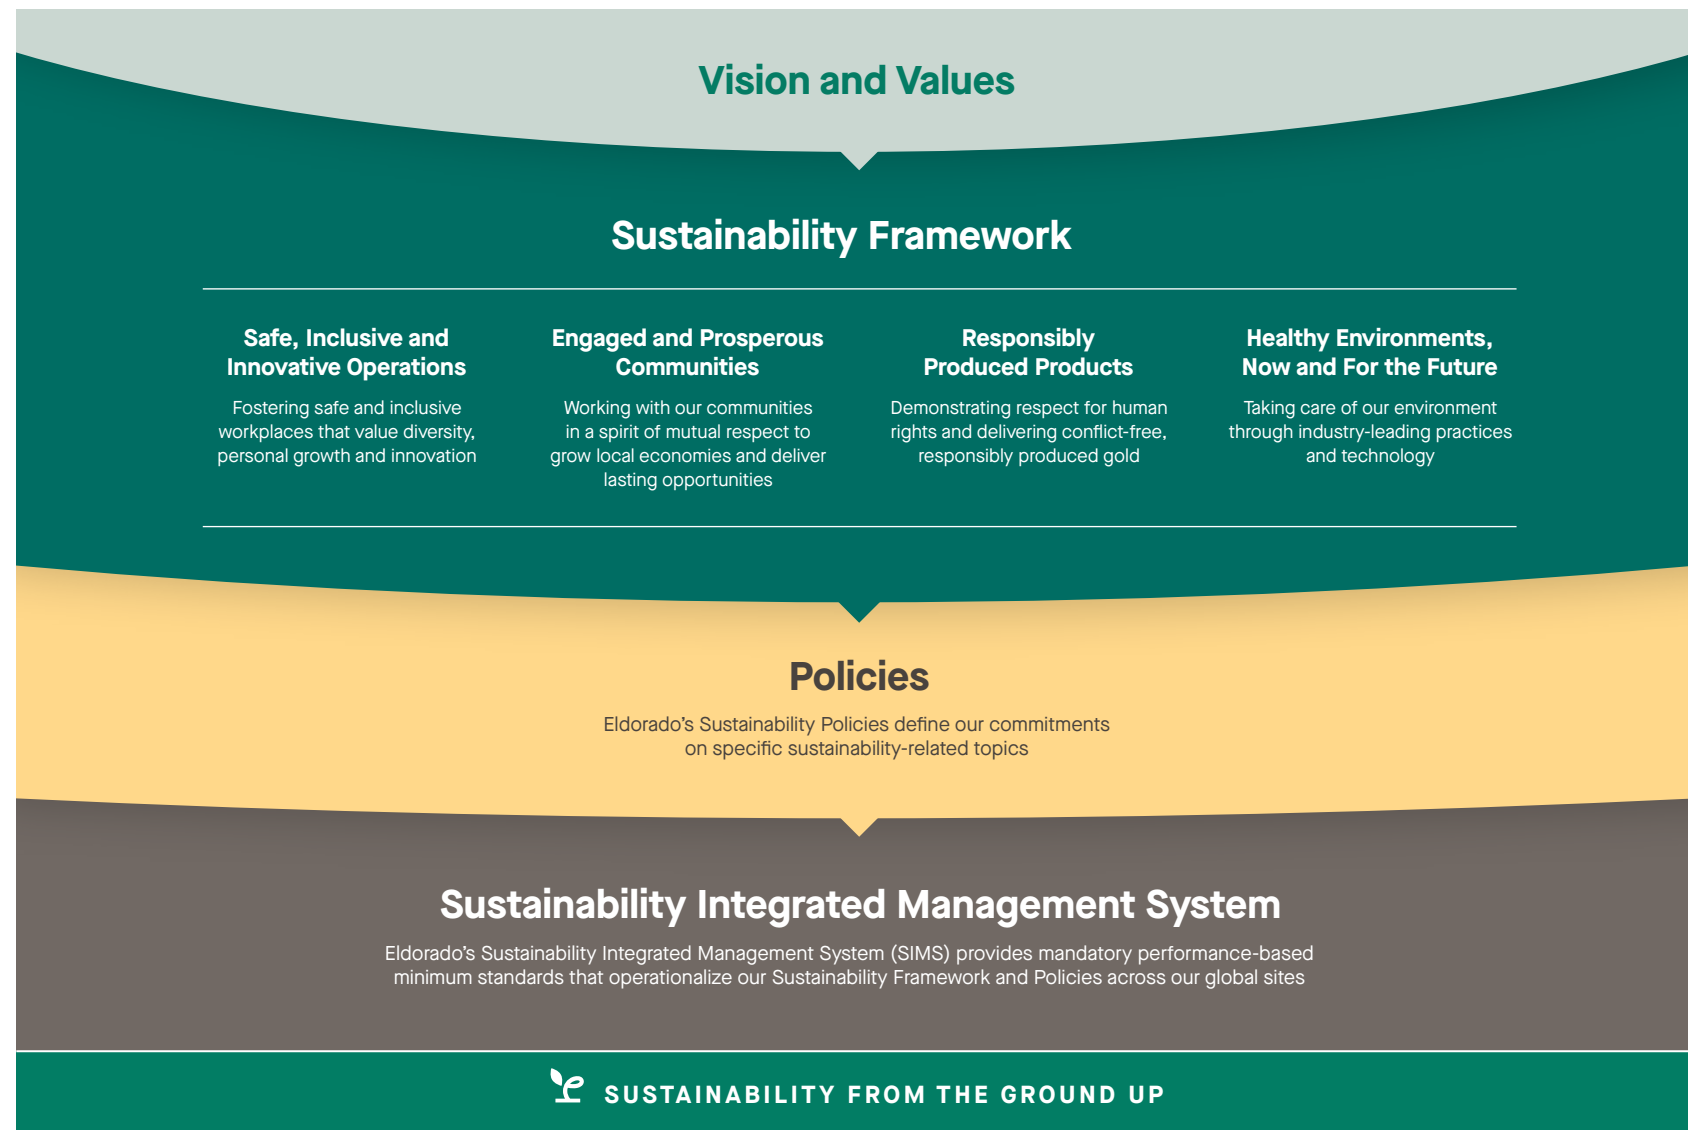 Vision and Values
Sustainability Framework
Safe, Inclusive and
Innovative Operations
Fostering safe and inclusive
workplaces that value diversity,
personal growth and innovation
Engaged and Prosperous
Communities
Working with our communities
in a spirit of mutual respect to
grow local economies and deliver
lasting opportunities
Responsibly
Produced Products
Demonstrating respect for human
rights and delivering conflict-free,
responsibly produced gold
Healthy Environments,
Now and For the Future
Taking care of our environment
through industry-leading practices
and technology
Policies
Eldorado’s Sustainability Policies define our commitments
on specific sustainability-related topics
Sustainability Integrated Management System
Eldorado’s Sustainability Integrated Management System (SIMS) provides mandatory performance-based
minimum standards that operationalize our Sustainability Framework and Policies across our global sites
SUSTAINABILITY FROM THE GROUND UP